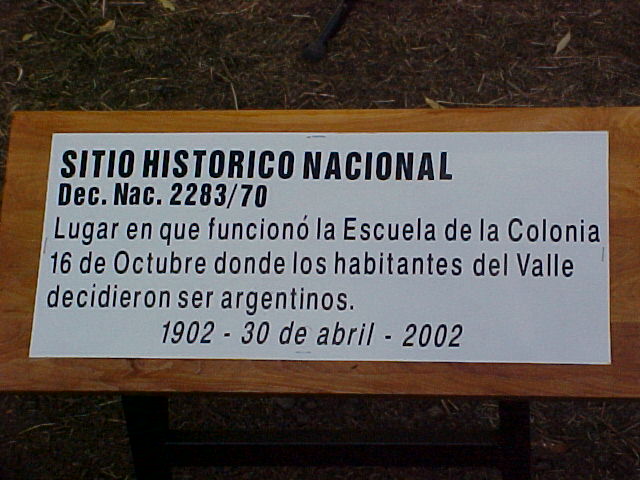 SITIO HISTORICO NACIONAL
Dec. Nac. 2283/70
Lugar en que funcionó la Escuela de la Colonia
16 de Octubre donde los habitantes del Valle
decidieron ser argentinos.
1902 - 30 de abril - 2002